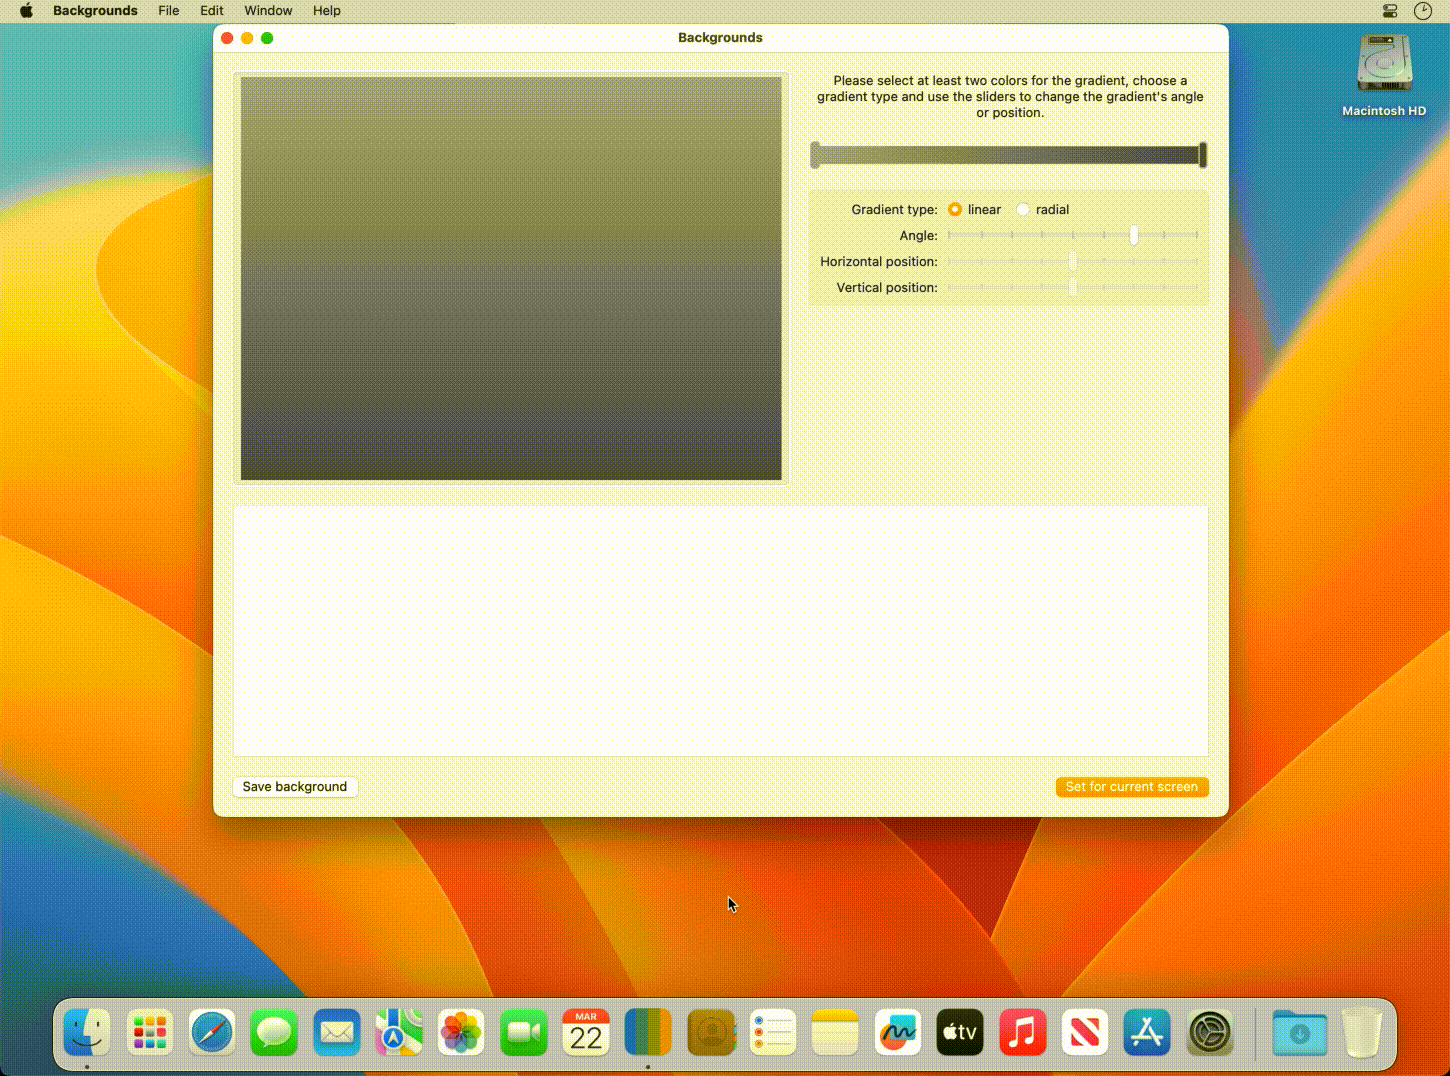 Backgrounds File Edit Window Help
Backgrounds
Macintosh HD
Please select at least two colors for the gradient, choose a
gradient type and use the sliders to change the gradient's angle
or position.
Gradient type: linear radial
Angle:
Horizontal position:
Vertical position:
Save background
Set for current screen
MAR
22
tv